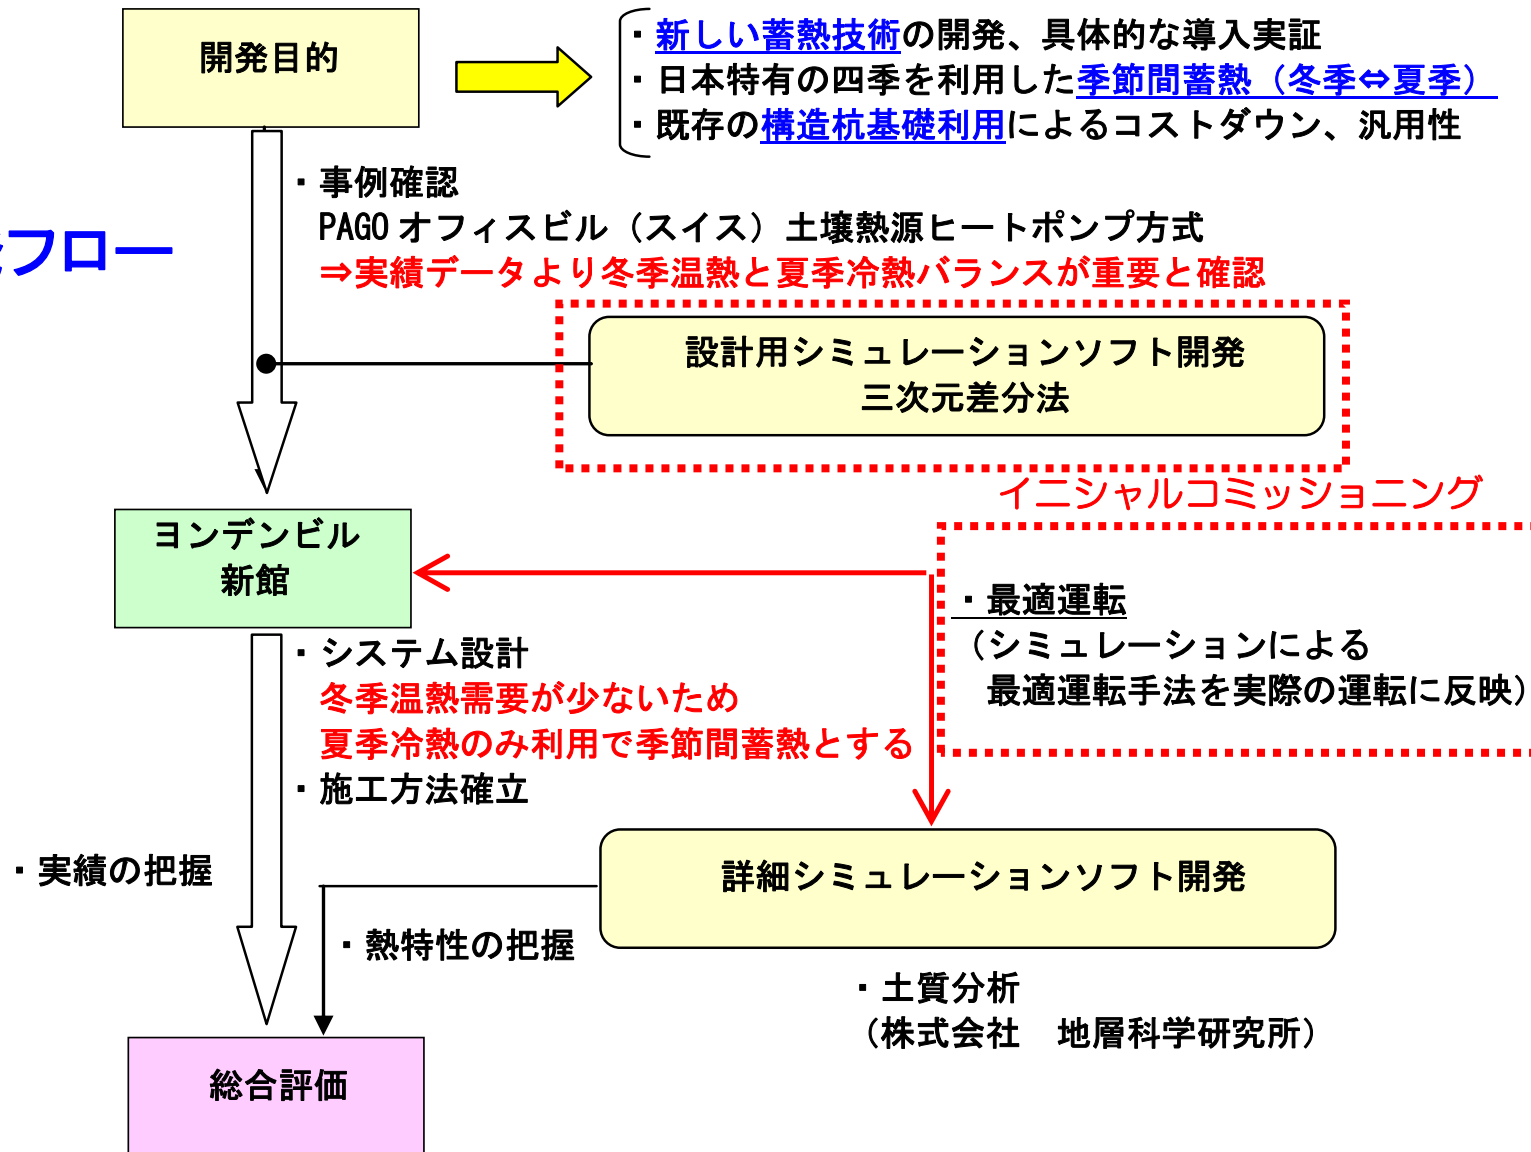 開発目的
・新しい蓄熱技術の開発、具体的な導入実証
・日本特有の四季を利用した季節間蓄熱（冬季⇔夏季）
・既存の構造杭基礎利用によるコストダウン、汎用性
フロー
・事例確認
PAGOオフィスビル（スイス）土壌熱源ヒートポンプ方式
⇒実績データより冬季温熱と夏季冷熱バランスが重要と確認
設計用シミュレーションソフト開発
三次元差分法
イニシャルコミッショニング
ヨンデンビル
新館
・最適運転
（シミュレーションによる
最適運転手法を実際の運転に反映）
・システム設計
冬季温熱需要が少ないため
夏季冷熱のみ利用で季節間蓄熱とする
・施工方法確立
・実績の把握
詳細シミュレーションソフト開発
・熱特性の把握
・土質分析
（株式会社　地層科学研究所）
総合評価